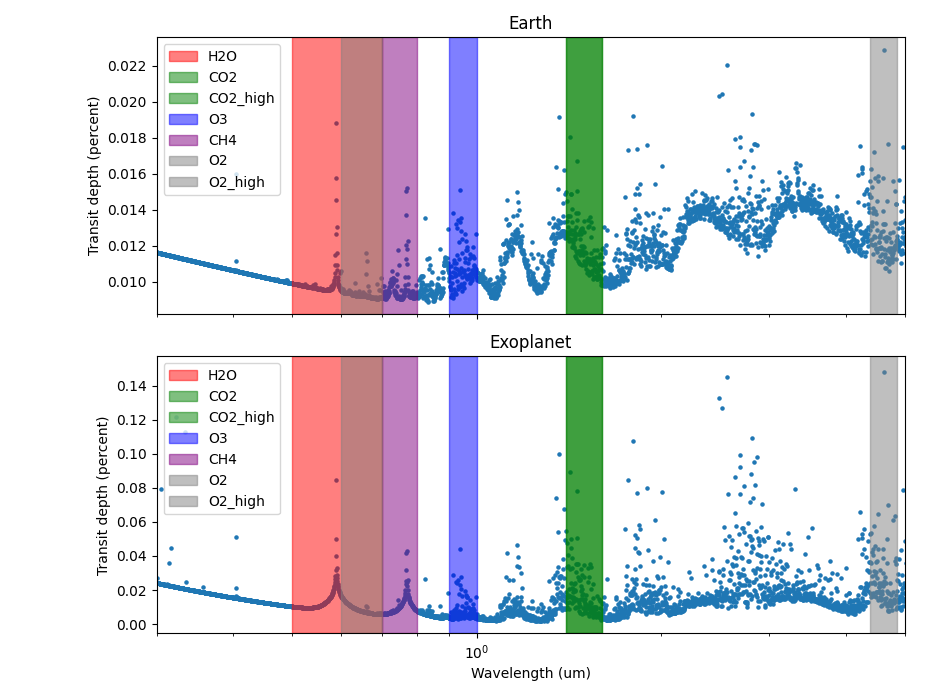 Earth
Transit depth (percent)
0.022
0.020
0.018
0.016
0.014
0.012
0.010
H2O
CO2
CO2_high
O3
CH4
O2
O2_high
Exoplanet
Transit depth (percent)
0.14
0.12
0.10
0.08
0.06
0.04
0.02
0.00
H2O
CO2
CO2_high
O3
CH4
O2
O2_high
10⁰
Wavelength (um)